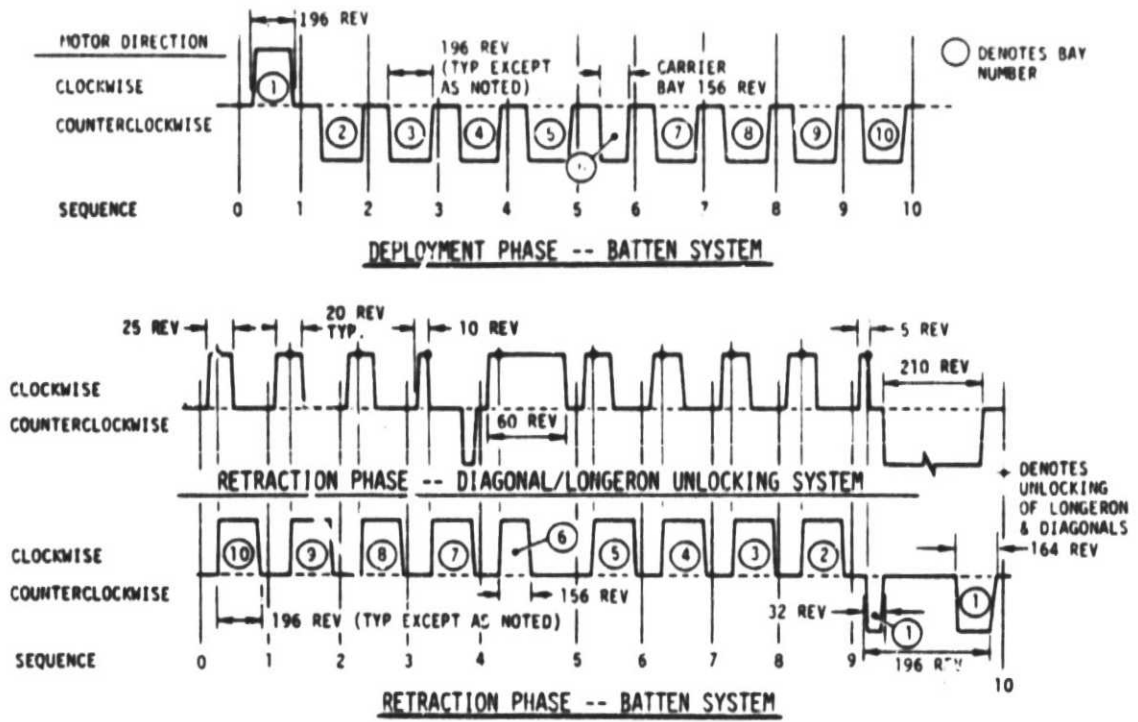 196 REV
MOTOR DIRECTION
CLOCKWISE
COUNTERCLOCKWISE
196 REV
(TYP EXCEPT
AS NOTED)
CARRIER
BAY 156 REV
DENOTES BAY
NUMBER
1
2 3 4 5 7 8 9 10
SEQUENCE 0 1 2 3 4 5 6 7 8 9 10
DEPLOYMENT PHASE -- BATTEN SYSTEM
25 REV
20 REV
TYP.
10 REV
5 REV
210 REV
CLOCKWISE
COUNTERCLOCKWISE
60 REV
RETRACTION PHASE -- DIAGONAL/LONGERON UNLOCKING SYSTEM
DENOTES
UNLOCKING
OF LONGERON
& DIAGONALS
CLOCKWISE
COUNTERCLOCKWISE
10 9 8 7 6 5 4 3 2
164 REV
1
1
156 REV
32 REV
196 REV (TYP EXCEPT AS NOTED)
196
SEQUENCE 0 1 2 3 4 5 6 7 8 9 10
RETRACTION PHASE -- BATTEN SYSTEM